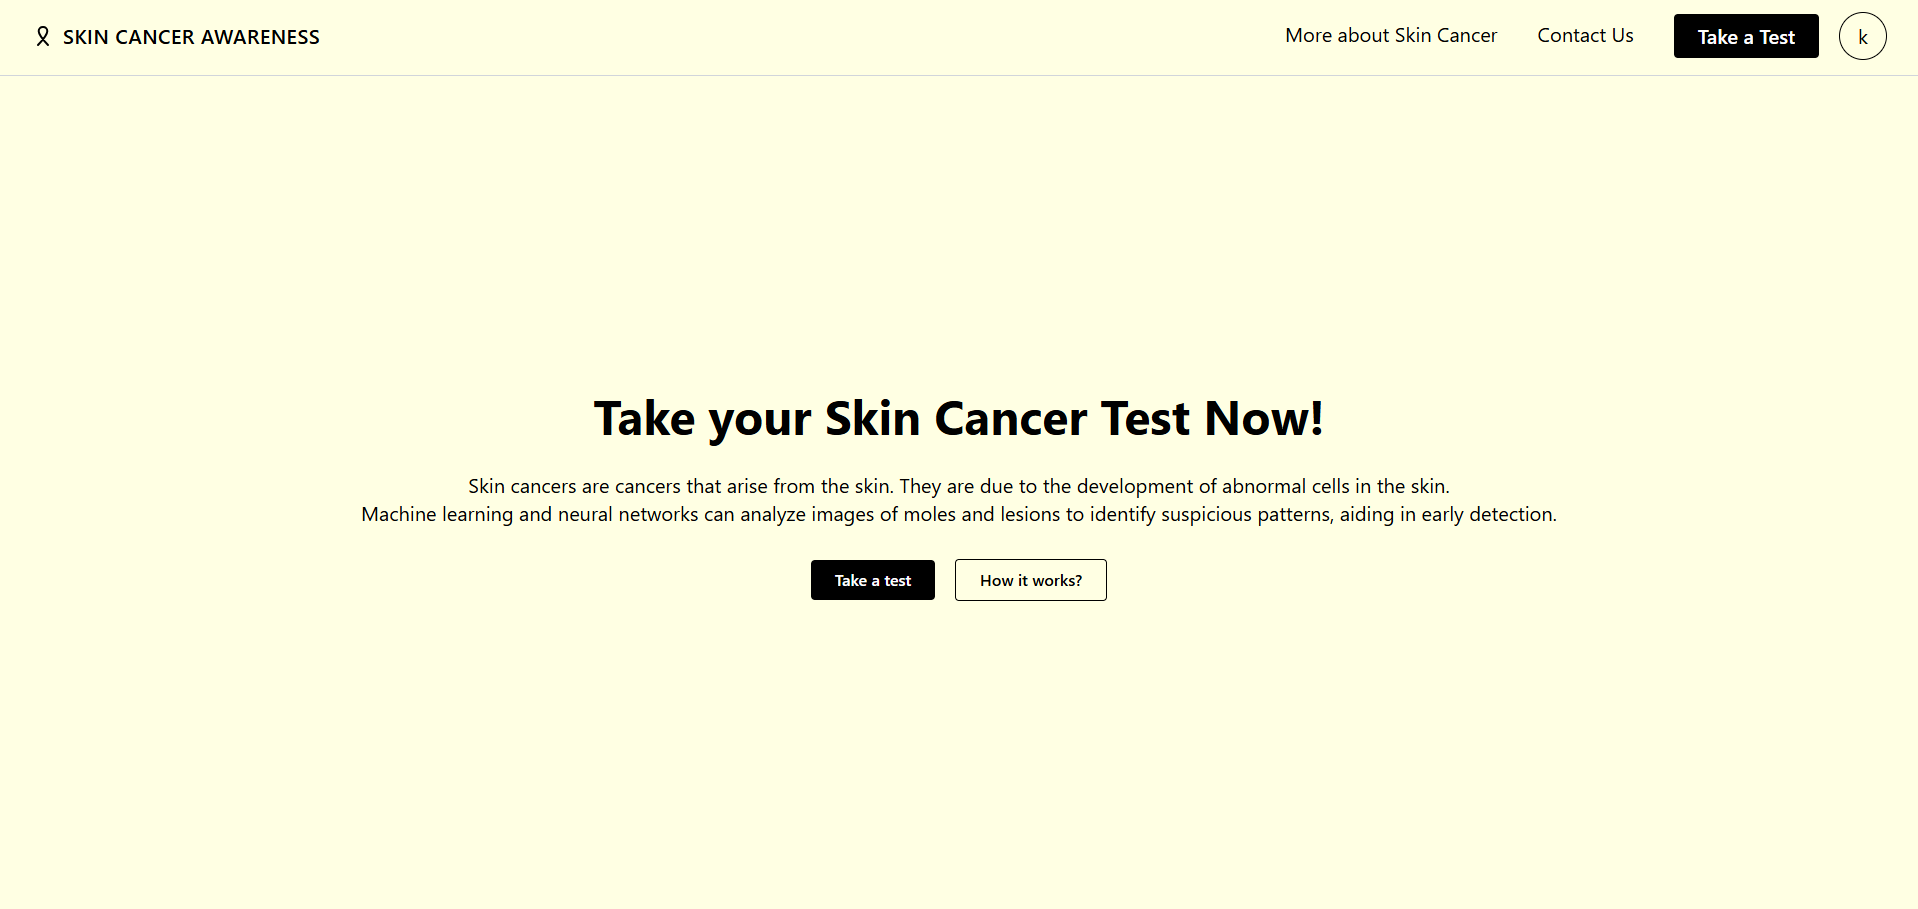 SKIN CANCER AWARENESS
More about Skin Cancer
Contact Us
Take a Test
k
Take your Skin Cancer Test Now!
Skin cancers are cancers that arise from the skin. They are due to the development of abnormal cells in the skin.
Machine learning and neural networks can analyze images of moles and lesions to identify suspicious patterns, aiding in early detection.
Take a test
How it works?